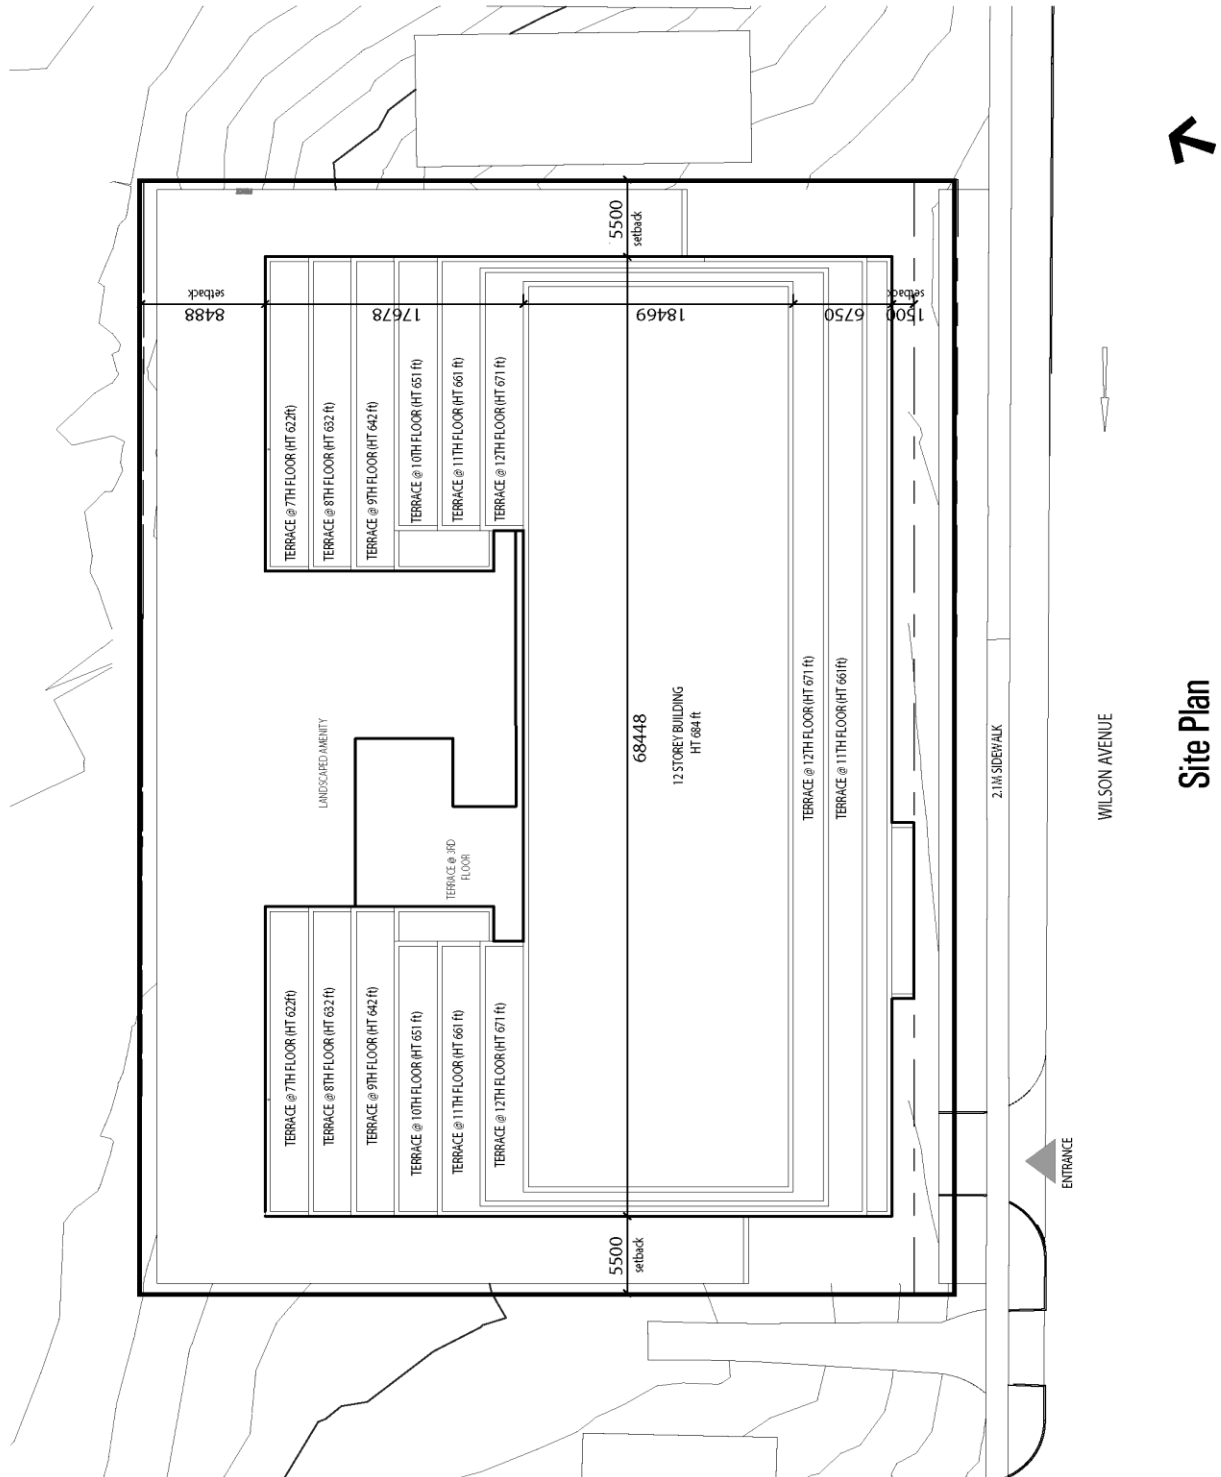 Site Plan
WILSON AVENUE
ENTRANCE
2.1M SIDEWALK
8488
setback
17678
18469
6750
1500
setback
5500
setback
68448
5500
setback
12 STOREY BUILDING
HT 684 ft
LANDSCAPED AMENITY
TERRACE @ 3RD
FLOOR
TERRACE @ 7TH FLOOR (HT 622ft)
TERRACE @ 8TH FLOOR (HT 632 ft)
TERRACE @ 9TH FLOOR (HT 642 ft)
TERRACE @ 10TH FLOOR (HT 651 ft)
TERRACE @ 11TH FLOOR (HT 661 ft)
TERRACE @ 12TH FLOOR (HT 671 ft)
TERRACE @ 7TH FLOOR (HT 622ft)
TERRACE @ 8TH FLOOR (HT 632 ft)
TERRACE @ 9TH FLOOR (HT 642 ft)
TERRACE @ 10TH FLOOR (HT 651 ft)
TERRACE @ 11TH FLOOR (HT 661 ft)
TERRACE @ 12TH FLOOR (HT 671 ft)
TERRACE @ 12TH FLOOR (HT 671 ft)
TERRACE @ 11TH FLOOR (HT 661ft)